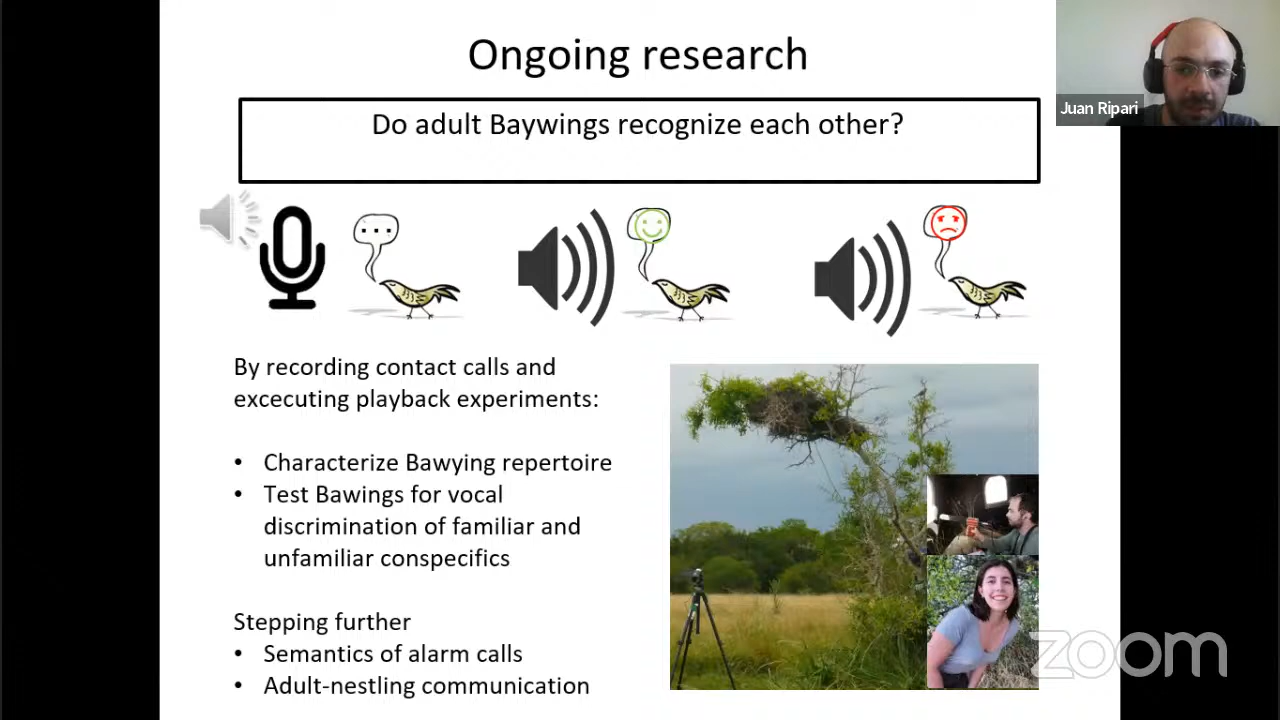 Ongoing research
Juan Ripari
Do adult Baywings recognize each other?
By recording contact calls and
excecuting playback experiments:
• Characterize Bawying repertoire
• Test Bawings for vocal
discrimination of familiar and
unfamiliar conspecifics
Stepping further
• Semantics of alarm calls
• Adult-nestling communication
zoom